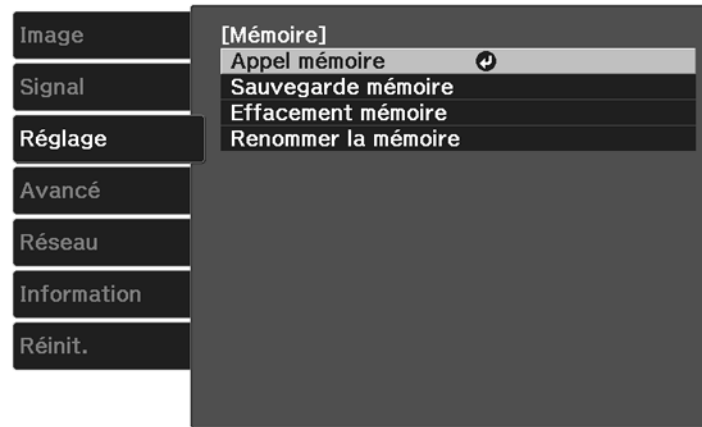 Image
Signal
Réglage
Avancé
Réseau
Information
Réinit.
[Mémoire]
Appel mémoire
Sauvegarde mémoire
Effacement mémoire
Renommer la mémoire